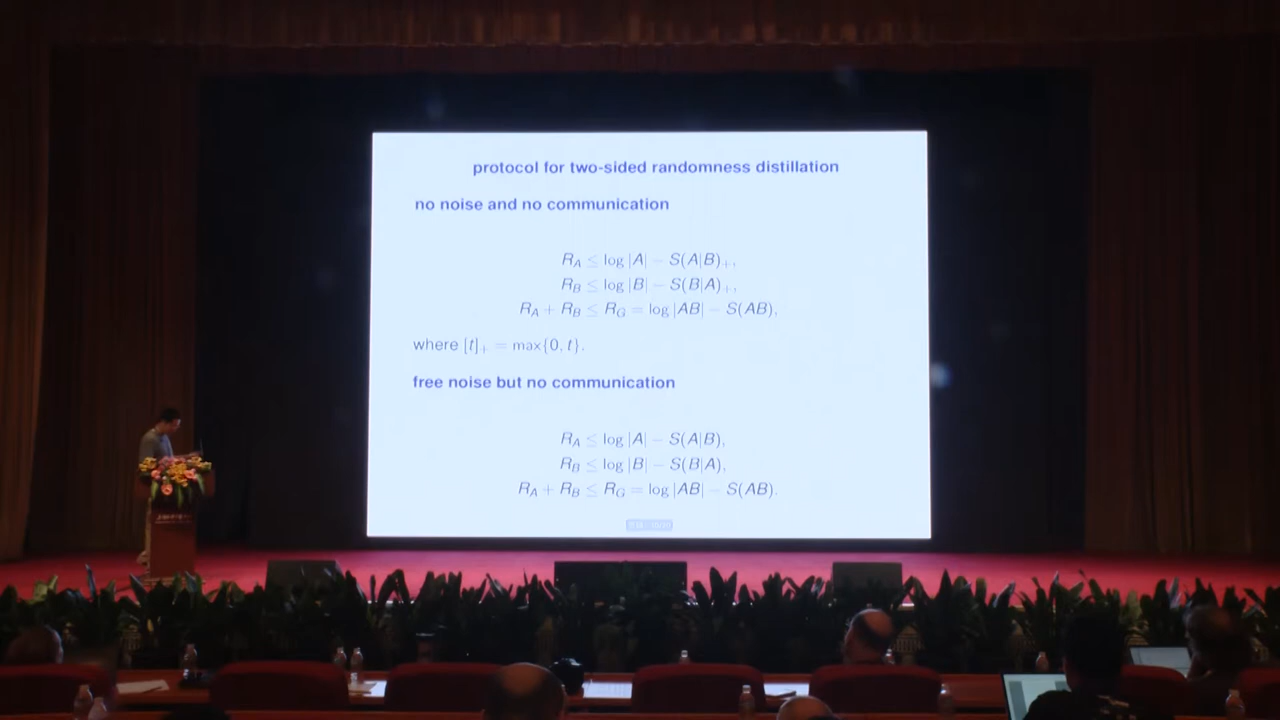 protocol for two-sided randomness distillation
no noise and no communication
R_A ≤ log |A| − S(A|B)_+,
R_B ≤ log |B| − S(B|A)_+,
R_A + R_B ≤ R_G = log |AB| − S(AB),
where [t]_+ = max{0, t}.
free noise but no communication
R_A ≤ log |A| − S(A|B),
R_B ≤ log |B| − S(B|A),
R_A + R_B ≤ R_G = log |AB| − S(AB).